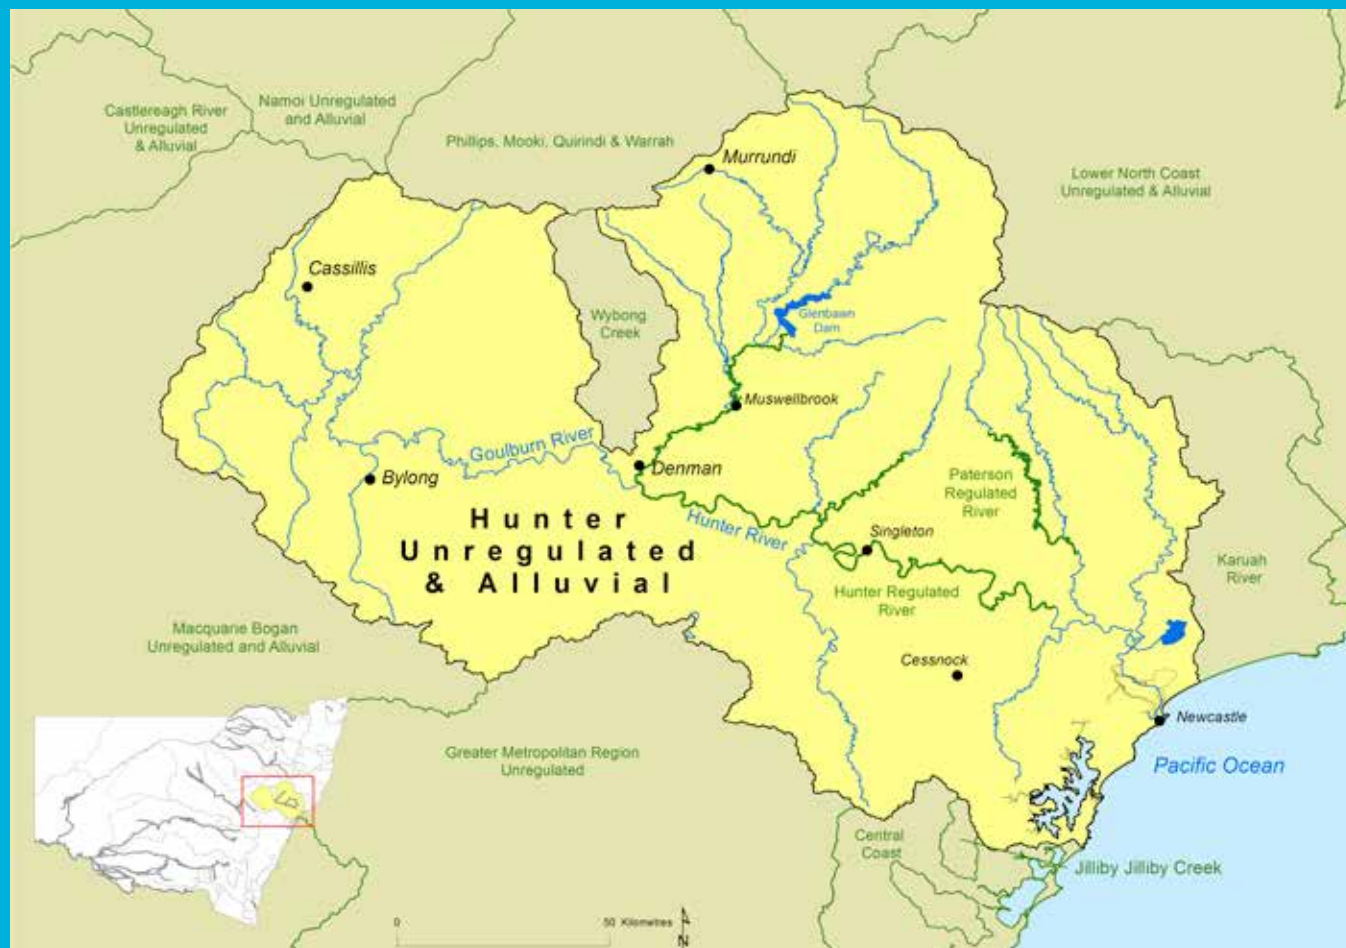 Castlereagh River
Unregulated
& Alluvial
Namoi Unregulated
and Alluvial
Phillips, Mooki, Quirindi & Warrah
Murrundi
Lower North Coast
Unregulated & Alluvial
Cassillis
Wybong
Creek
Glenbawn
Dam
Muswellbrook
Goulburn River
Denman
Bylong
Paterson
Regulated
River
Hunter
Unregulated
& Alluvial
Hunter River
Singleton
Hunter Regulated
River
Karuah
River
Macquarie Bogan
Unregulated and Alluvial
Cessnock
Newcastle
Greater Metropolitan Region
Unregulated
Pacific Ocean
Central
Coast
Jilliby Jilliby Creek
0 50 Kilometres
N